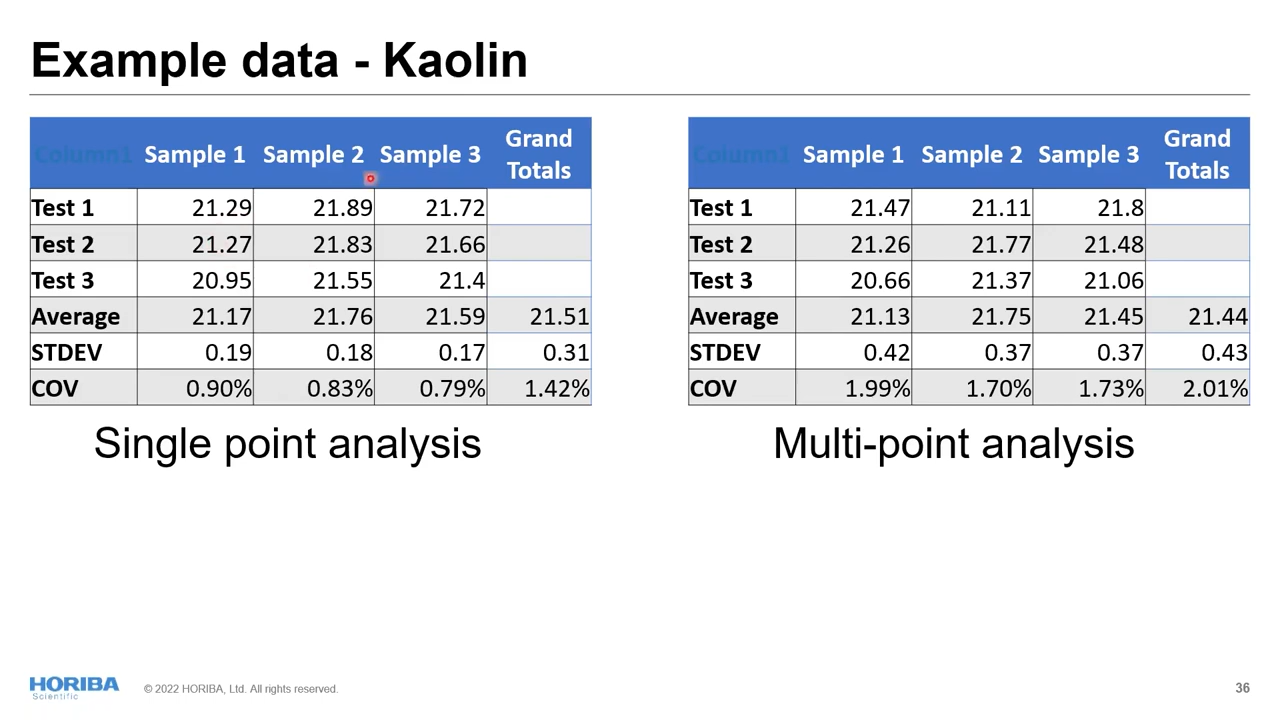 Example data - Kaolin
Column1 Sample 1 Sample 2 Sample 3 Grand Totals
Test 1 21.29 21.89 21.72
Test 2 21.27 21.83 21.66
Test 3 20.95 21.55 21.4
Average 21.17 21.76 21.59 21.51
STDEV 0.19 0.18 0.17 0.31
COV 0.90% 0.83% 0.79% 1.42%
Single point analysis
Column1 Sample 1 Sample 2 Sample 3 Grand Totals
Test 1 21.47 21.11 21.8
Test 2 21.26 21.77 21.48
Test 3 20.66 21.37 21.06
Average 21.13 21.75 21.45 21.44
STDEV 0.42 0.37 0.37 0.43
COV 1.99% 1.70% 1.73% 2.01%
Multi-point analysis
HORIBA
Scientific
© 2022 HORIBA, Ltd. All rights reserved.
36